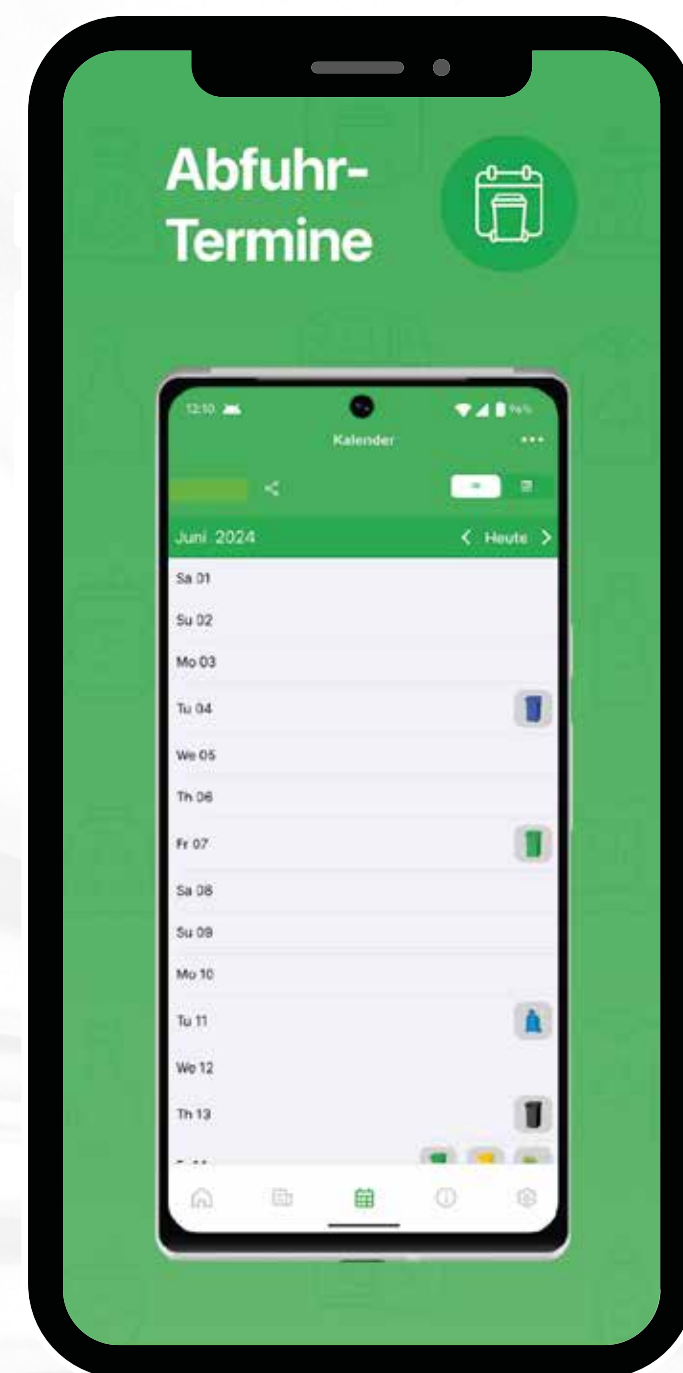 Abfuhr-
Termine
12:10 96%
Kalender
Juni 2024 Heute
Sa 01
Su 02
Mo 03
Tu 04
We 05
Th 06
Fr 07
Sa 08
Su 09
Mo 10
Tu 11
We 12
Th 13